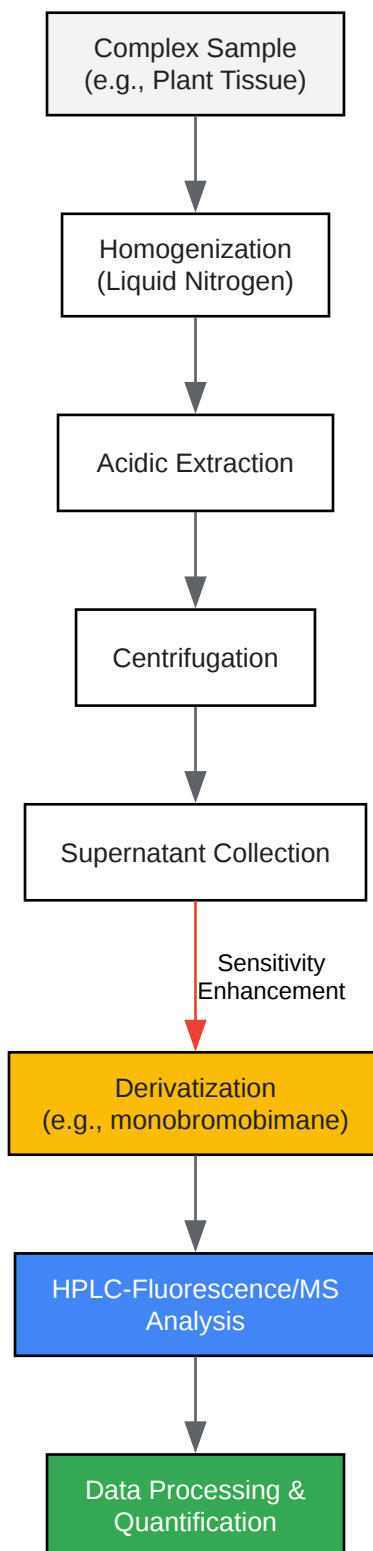 Complex Sample
(e.g., Plant Tissue)
Homogenization
(Liquid Nitrogen)
Acidic Extraction
Centrifugation
Supernatant Collection
Sensitivity
Enhancement
Derivatization
(e.g., monobromobimane)
HPLC-Fluorescence/MS
Analysis
Data Processing &
Quantification